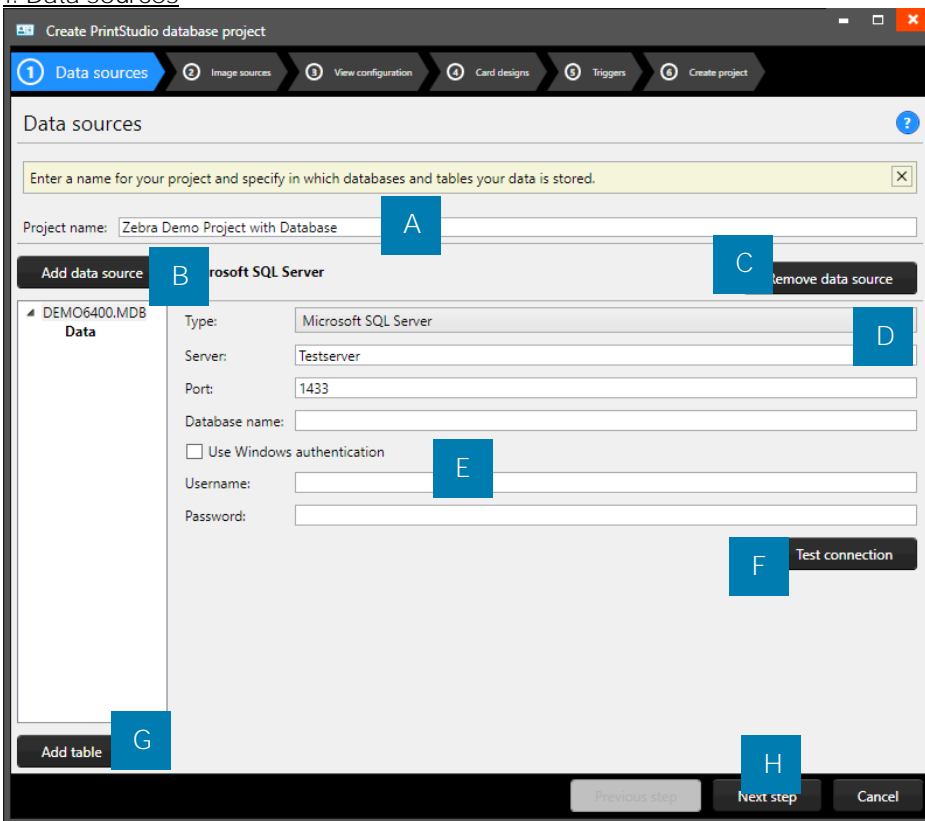 1. Data sources
Create PrintStudio database project
1 Data sources 2 Image sources 3 View configuration 4 Card designs 5 Triggers 6 Create project
Data sources ?
Enter a name for your project and specify in which databases and tables your data is stored.
Project name: Zebra Demo Project with Database A
Add data source B rosoft SQL Server C emove data source
DEMO6400.MDB
Data
Type: Microsoft SQL Server D
Server: Testserver
Port: 1433
Database name:
Use Windows authentication E
Username:
Password:
F Test connection
Add table G
H
Previous step Next step Cancel